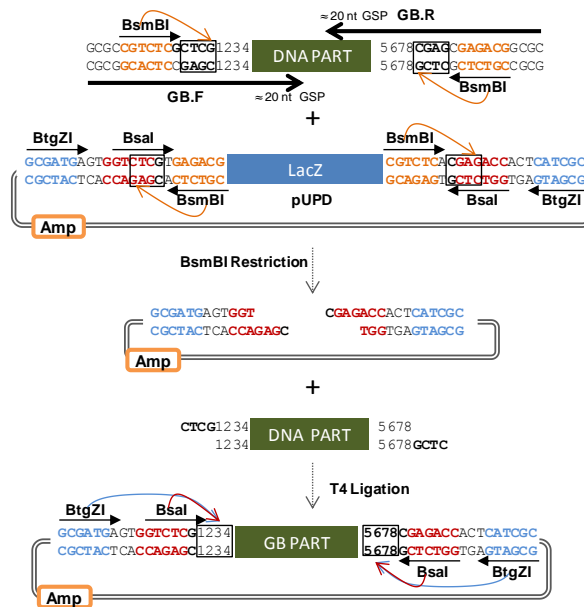 BsmBI
GB.R
≈20 nt GSP
GCGCCGTCTCGCTCG1234 DNA PART 5678CGAGCGAGACGGCGC
CGCGGCACTCCGAGC1234 5678GCTCGCTCTGCCGCG
BsmBI
GB.F
≈20 nt GSP
+
BtgZI BsaI BsmBI
GCGATGAGTGGTCTCGTGAGACG LacZ CGTCTCACGAGACCACTCATCGC
CGCTACTCACCAGAGCACTCTGC GCAGAGTGCTCTGGTGAGTAGCG
BsmBI pUPD BsaI BtgZI
Amp
BsmBI Restriction
GCGATGAGTGGT CGAGACCACTCATCGC
CGCTACTCACCAGAGC TGGTGAGTAGCG
Amp
+
CTCG1234 DNA PART 5678
1234 5678GCTC
T4 Ligation
BtgZI BsaI
GCGATGAGTGGTCTCG1234 GB PART 5678CGAGACCACTCATCGC
CGCTACTCACCAGAGC1234 5678GCTCTGGTGAGTAGCG
BsaI BtgZI
Amp